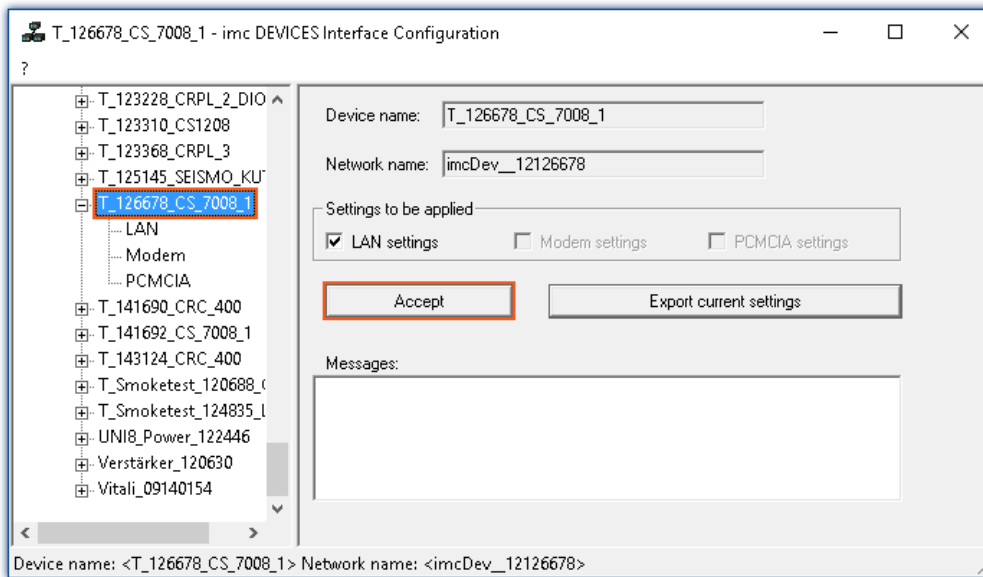 T_126678_CS_7008_1 - imc DEVICES Interface Configuration
?
T_123228_CRPL_2_DIO
T_123310_CS1208
T_123368_CRPL_3
T_125145_SEISMO_KU
T_126678_CS_7008_1
LAN
Modem
PCMCIA
T_141690_CRC_400
T_141692_CS_7008_1
T_143124_CRC_400
T_Smoketest_120688_
T_Smoketest_124835_L
UNI8_Power_122446
Verstärker_120630
Vitali_09140154
Device name: T_126678_CS_7008_1
Network name: imcDev__12126678
Settings to be applied
LAN settings Modem settings PCMCIA settings
Accept Export current settings
Messages:
Device name: <T_126678_CS_7008_1> Network name: <imcDev__12126678>